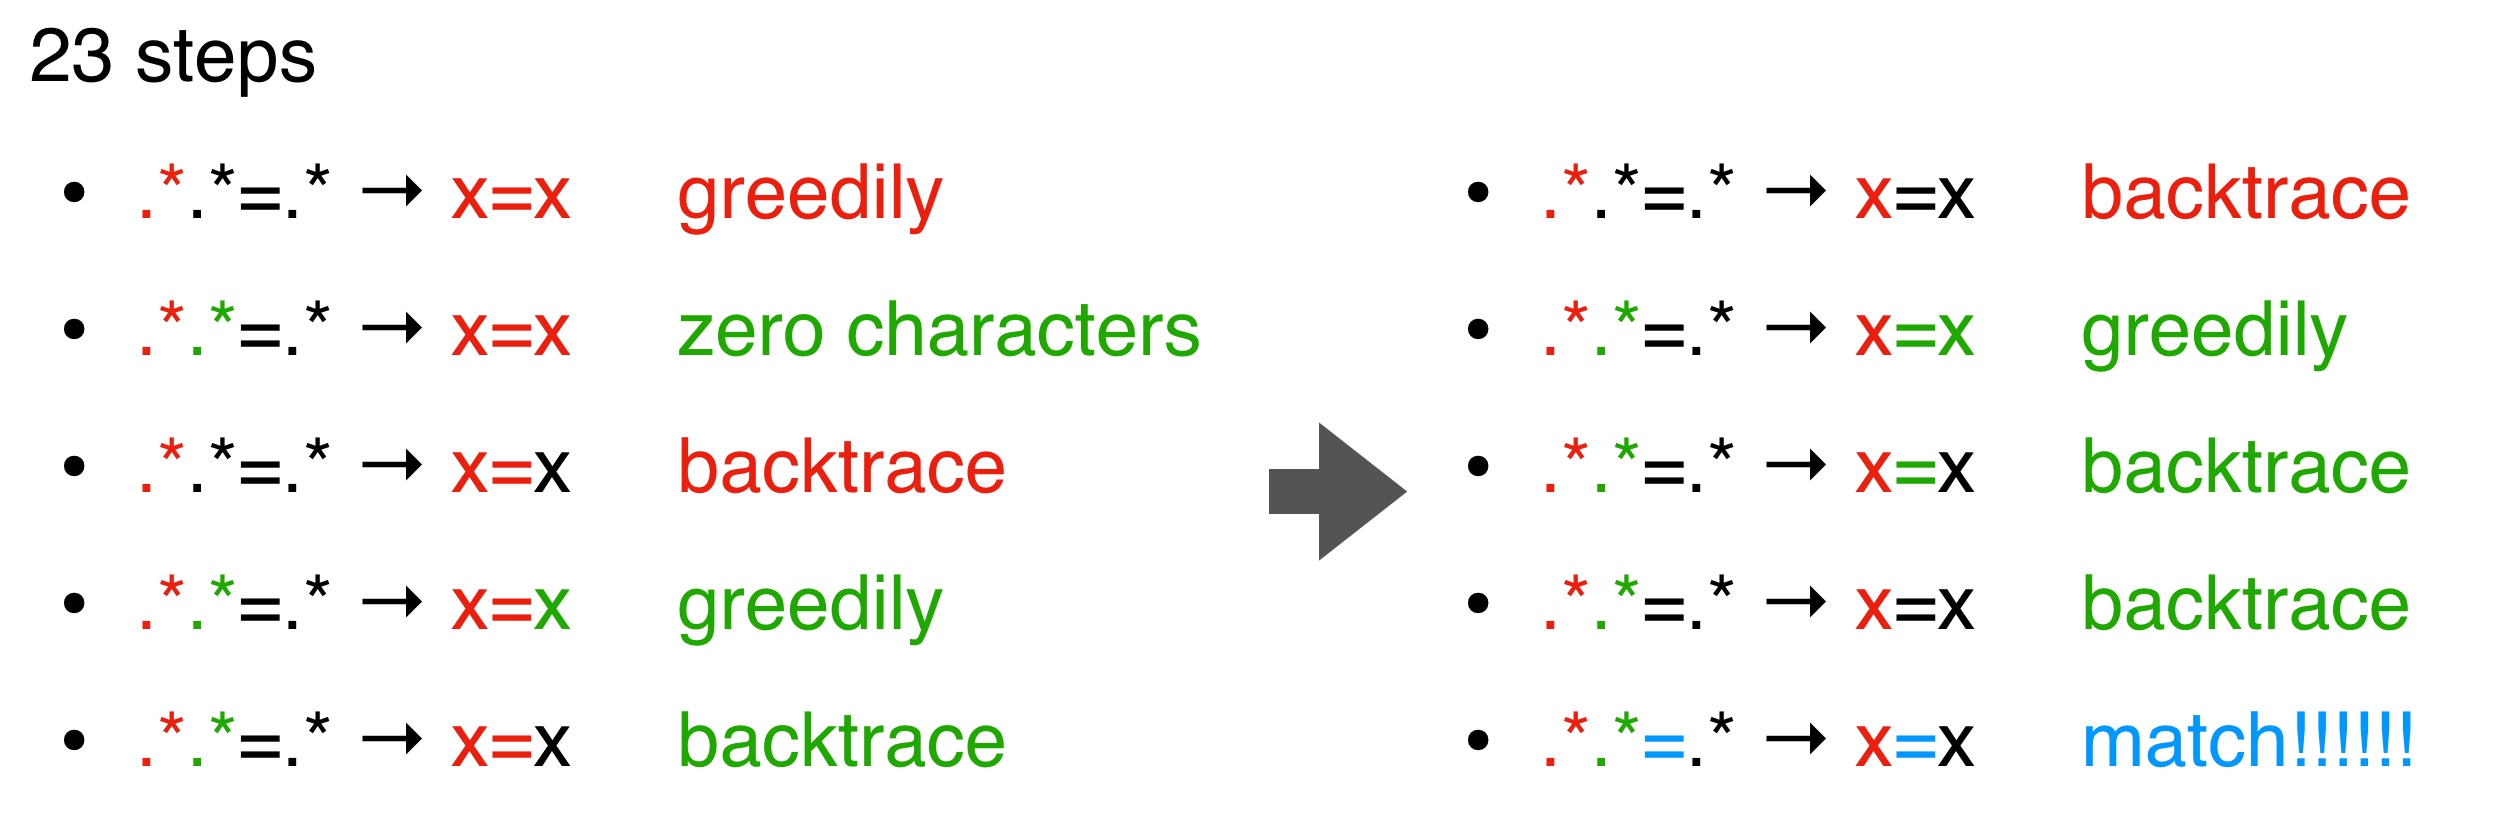 23 steps
• .*.*=.* → x=x greedily
• .*.*=.* → x=x zero characters
• .*.*=.* → x=x backtrace
• .*.*=.* → x=x greedily
• .*.*=.* → x=x backtrace
• .*.*=.* → x=x backtrace
• .*.*=.* → x=x greedily
• .*.*=.* → x=x backtrace
• .*.*=.* → x=x backtrace
• .*.*=.* → x=x match!!!!!!